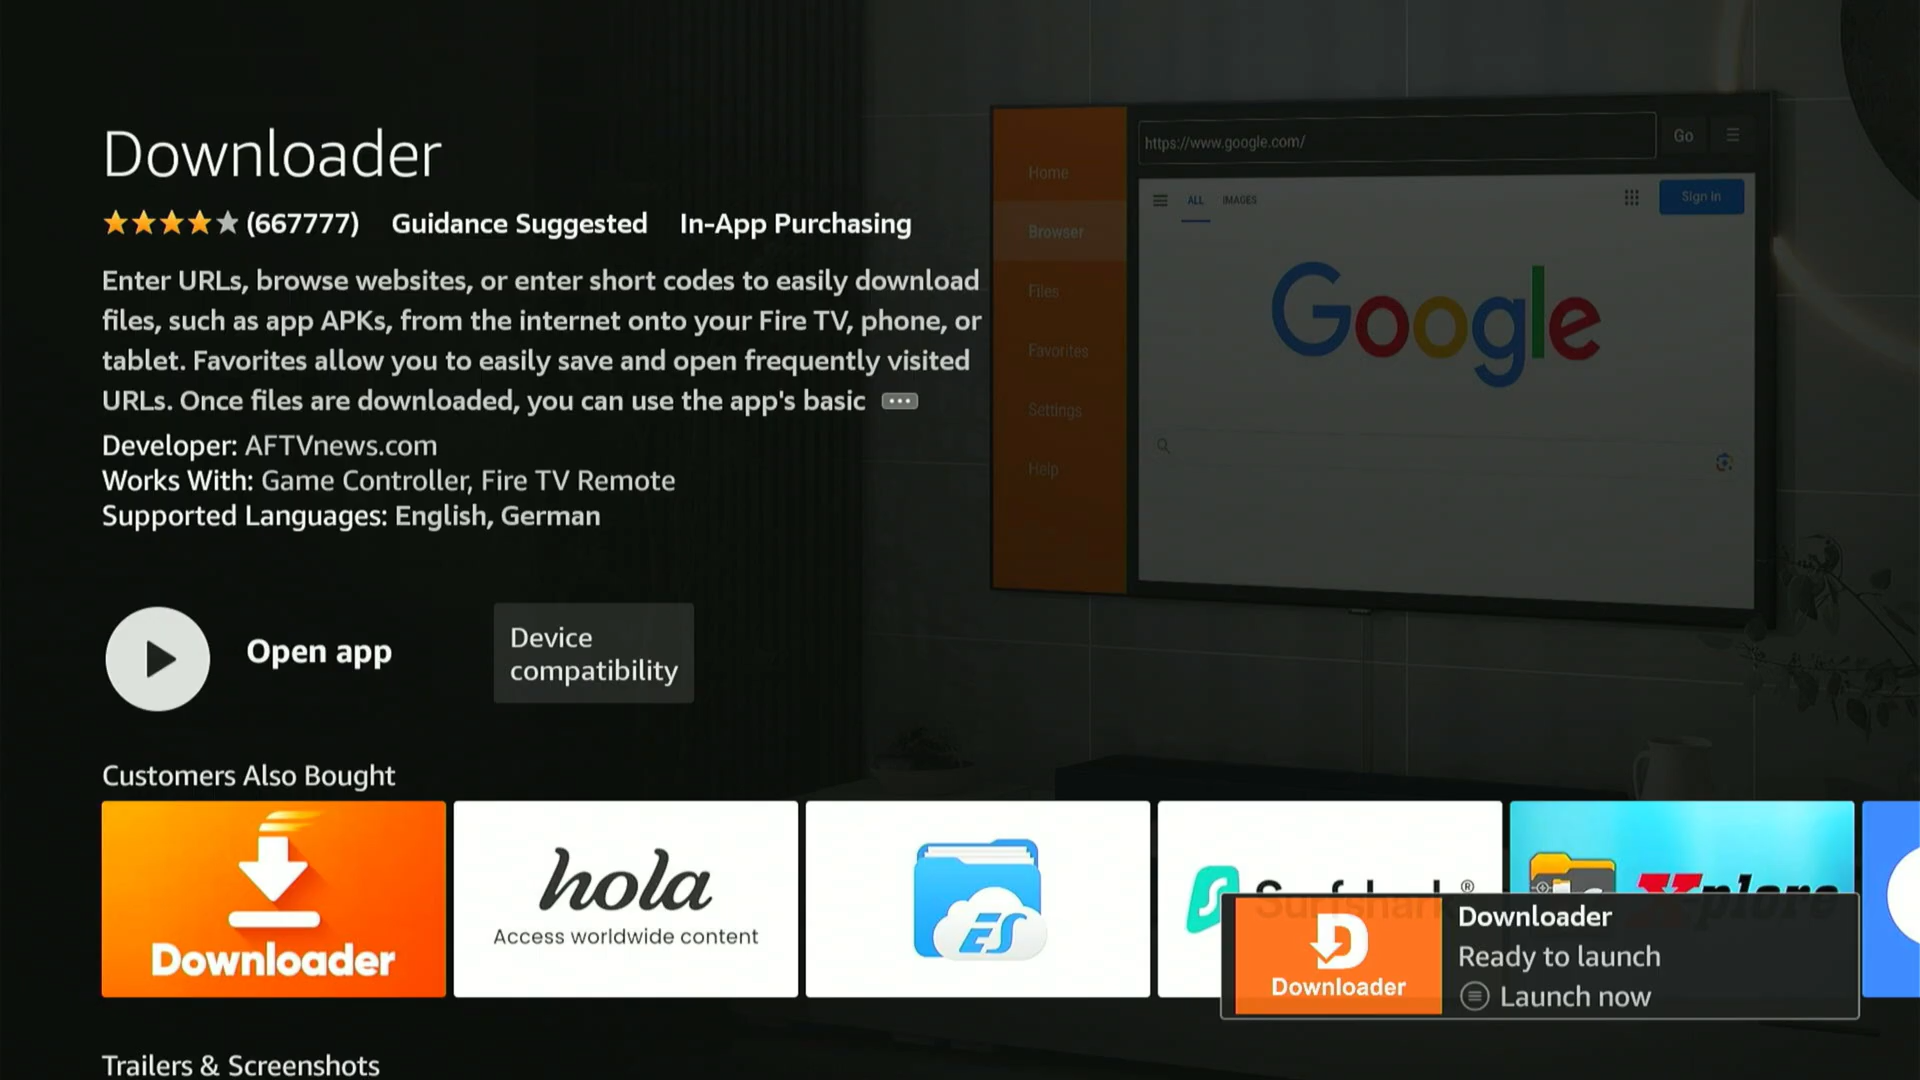 Downloader
(667777) Guidance Suggested In-App Purchasing
Enter URLs, browse websites, or enter short codes to easily download
files, such as app APKs, from the internet onto your Fire TV, phone, or
tablet. Favorites allow you to easily save and open frequently visited
URLs. Once files are downloaded, you can use the app's basic
Developer: AFTVnews.com
Works With: Game Controller, Fire TV Remote
Supported Languages: English, German
https://www.google.com/ Go
Home
Browser
Files
Favorites
Settings
Help
ALL IMAGES Sign in
Google
Open app
Device
compatibility
Customers Also Bought
Downloader
hola
Access worldwide content
ES
Surfshark®
X-plore
Downloader
Downloader
Ready to launch
Launch now
Trailers & Screenshots